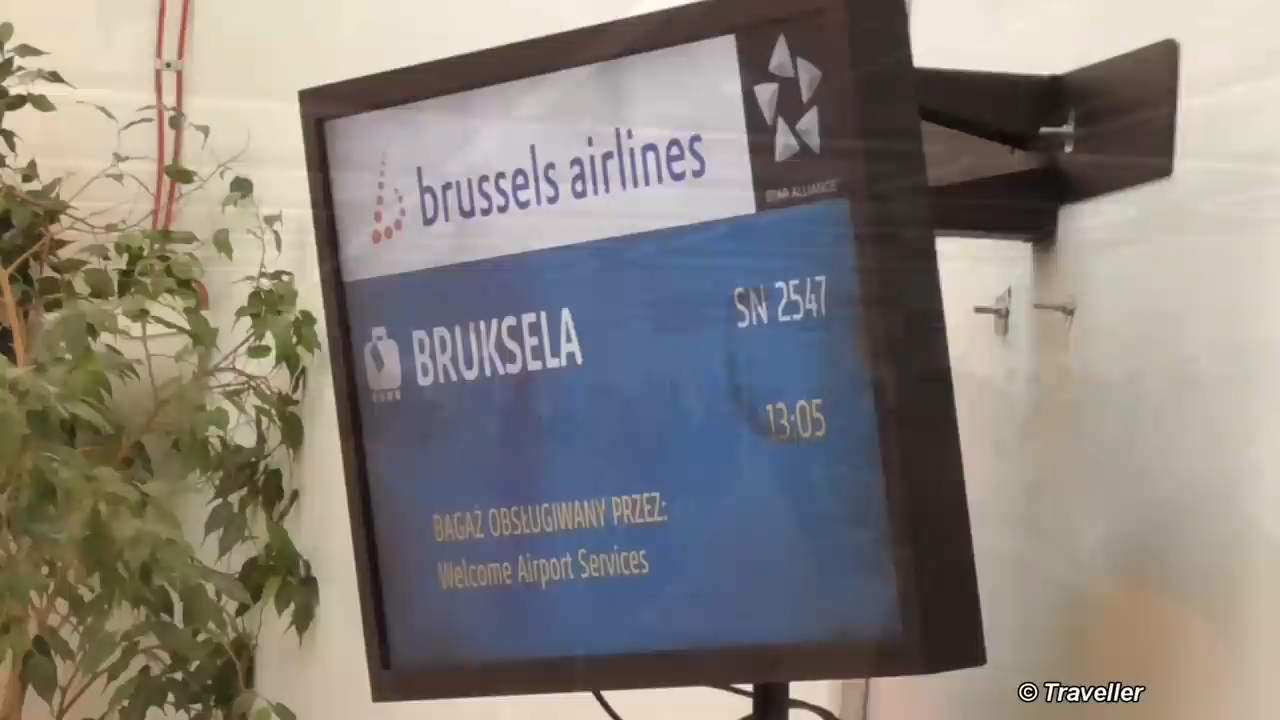 brussels airlines
STAR ALLIANCE
BRUKSELA
SN 2547
13:05
BAGAŻ OBSŁUGIWANY PRZEZ:
Welcome Airport Services
© Traveller